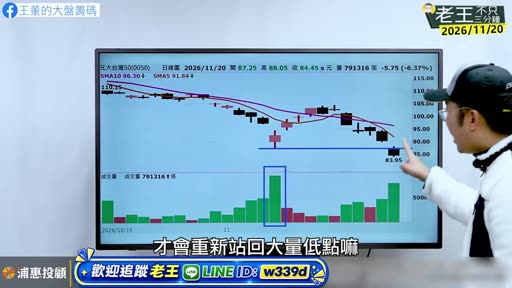 王董的大盤籌碼
老王 不只三分鐘
2026/11/20
元大台灣50(0050) 日線圖 2026/11/20 開 87.25 高 88.05 收 84.45 s 元 量 791316 張 -5.75 (-6.37%)
SMA10 96.30 SMA5 91.84
115.00
110.15
110.00
105.00
100.00
95.00
90.00
85.00
83.95
成交量 成交量 791316 張
2026/10/15
11
才會重新站回大量低點嘛
浦惠投顧
歡迎追蹤 老王 LINE ID: w339d